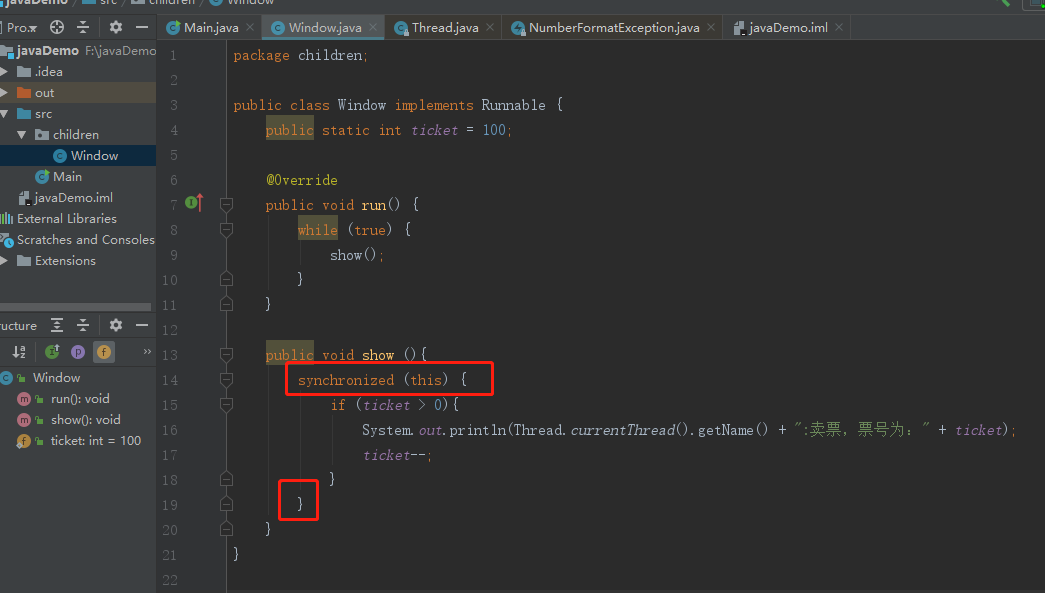 javaDemo src children Window
Pro...
Main.java Window.java Thread.java NumberFormatException.java javaDemo.iml
javaDemo F:\javaDemo
.idea
out
src
children
Window
Main
javaDemo.iml
External Libraries
Scratches and Consoles
Extensions
ructure
Window
run(): void
show(): void
ticket: int = 100
1 package children;
2
3 public class Window implements Runnable {
4 public static int ticket = 100;
5
6 @Override
7 public void run() {
8 while (true) {
9 show();
10 }
11 }
12
13 public void show (){
14 synchronized (this) {
15 if (ticket > 0){
16 System.out.println(Thread.currentThread().getName() + ":卖票，票号为：" + ticket);
17 ticket--;
18 }
19 }
20 }
21 }
22